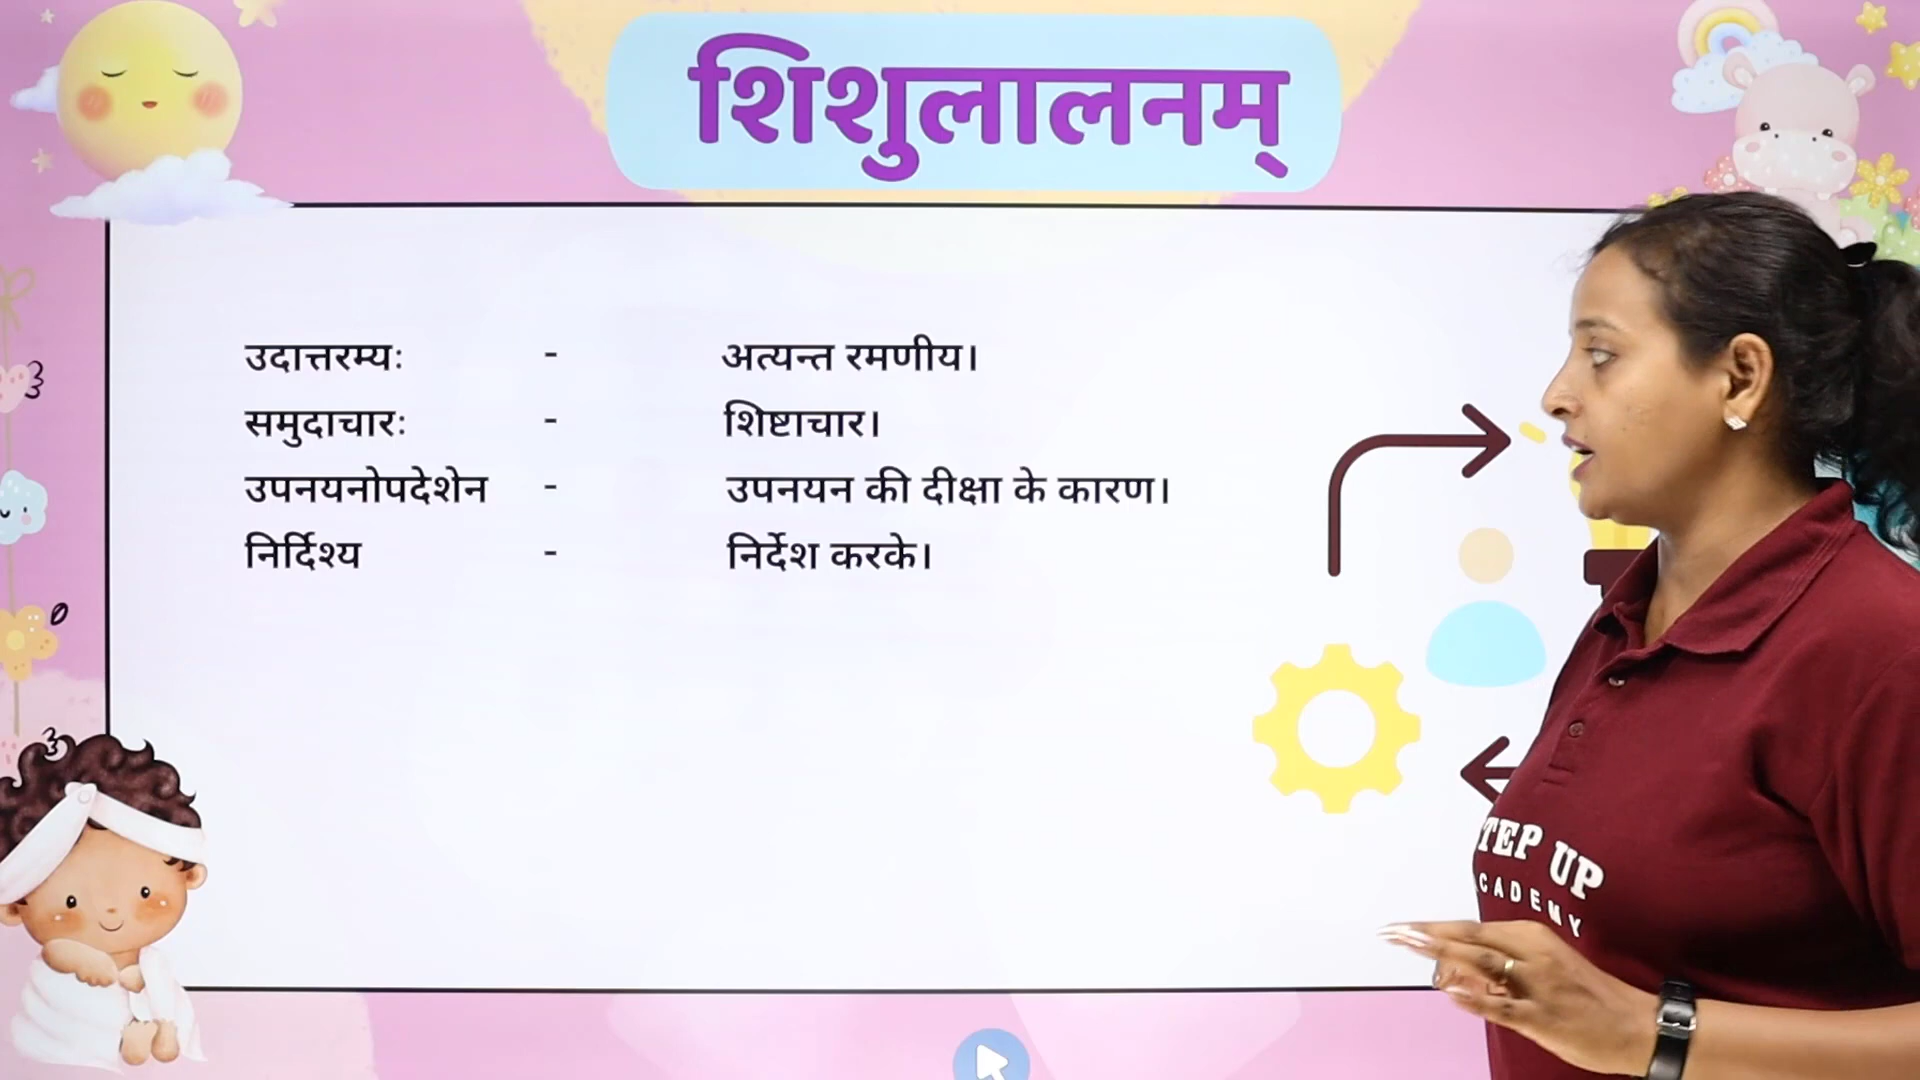 शिशुलालनम्
उदात्तरम्यः - अत्यन्त रमणीय।
समुदाचारः - शिष्टाचार।
उपनयनोपदेशेन - उपनयन की दीक्षा के कारण।
निर्दिश्य - निर्देश करके।
TEP UP
CADEMY